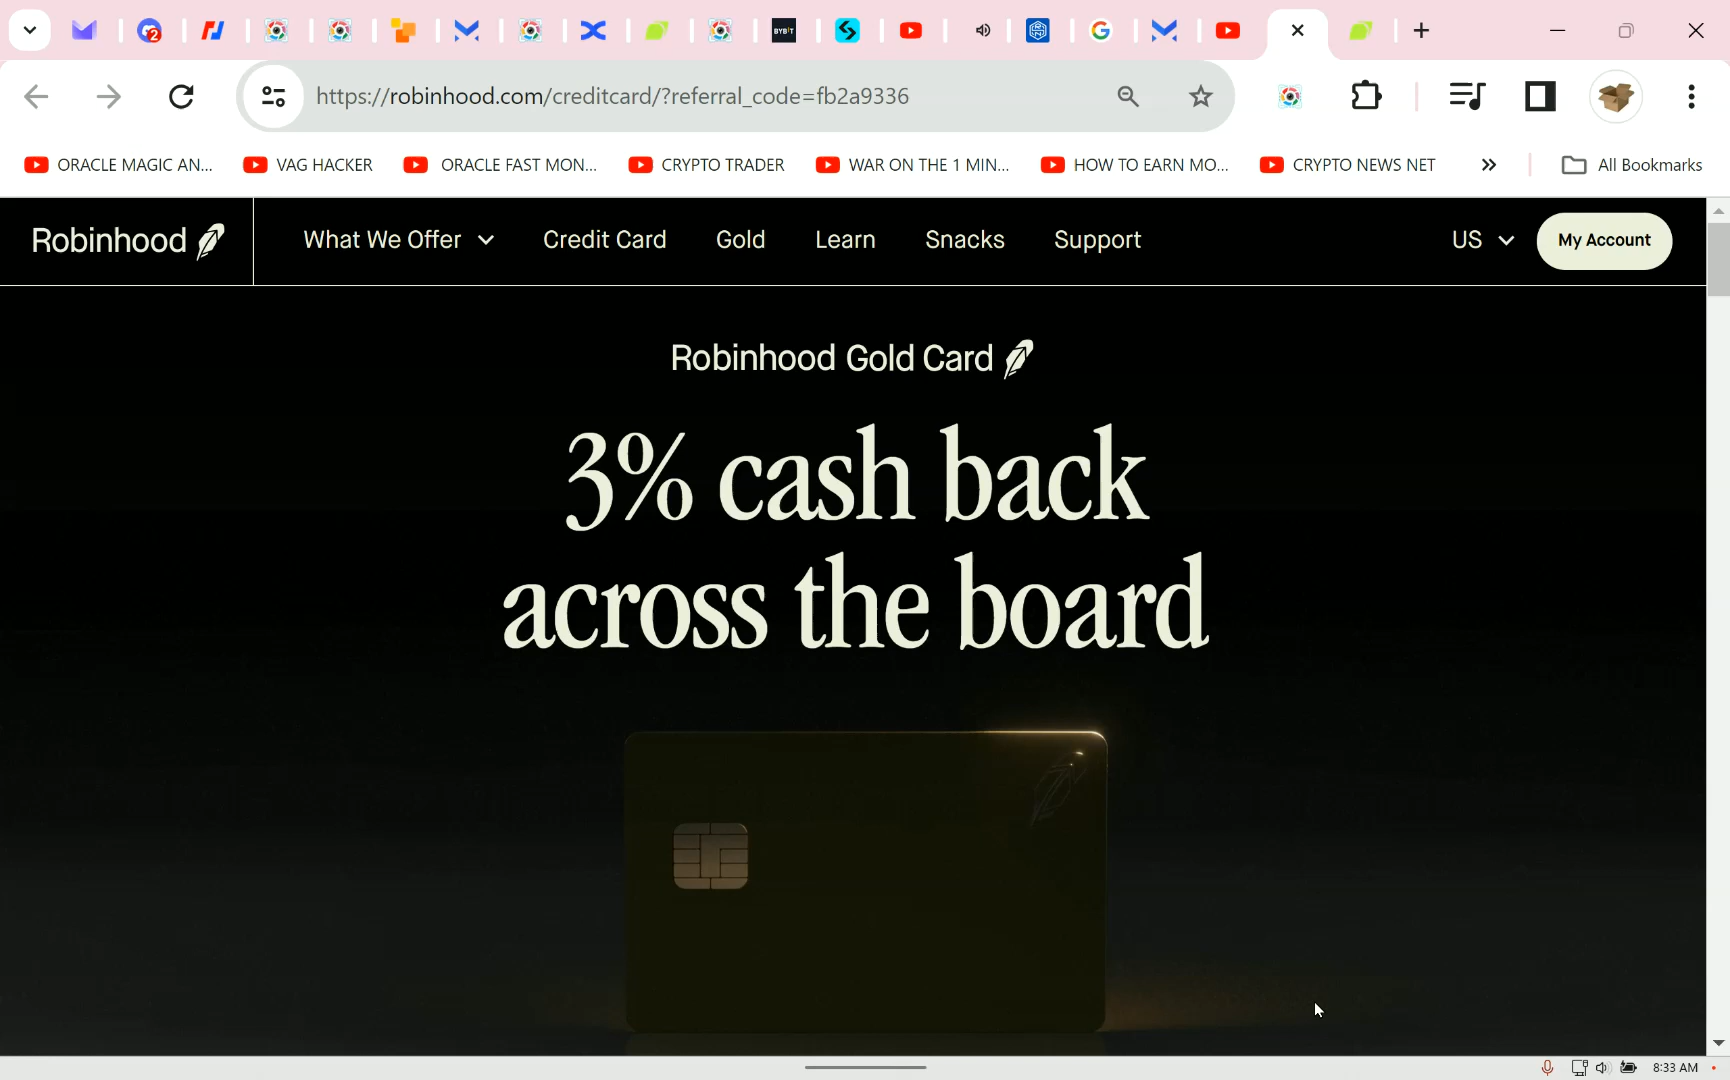 2
BYBIT
https://robinhood.com/creditcard/?referral_code=fb2a9336
ORACLE MAGIC AN...
VAG HACKER
ORACLE FAST MON...
CRYPTO TRADER
WAR ON THE 1 MIN...
HOW TO EARN MO...
CRYPTO NEWS NET
All Bookmarks
Robinhood
What We Offer
Credit Card
Gold
Learn
Snacks
Support
US
My Account
Robinhood Gold Card
3% cash back
across the board
8:33 AM